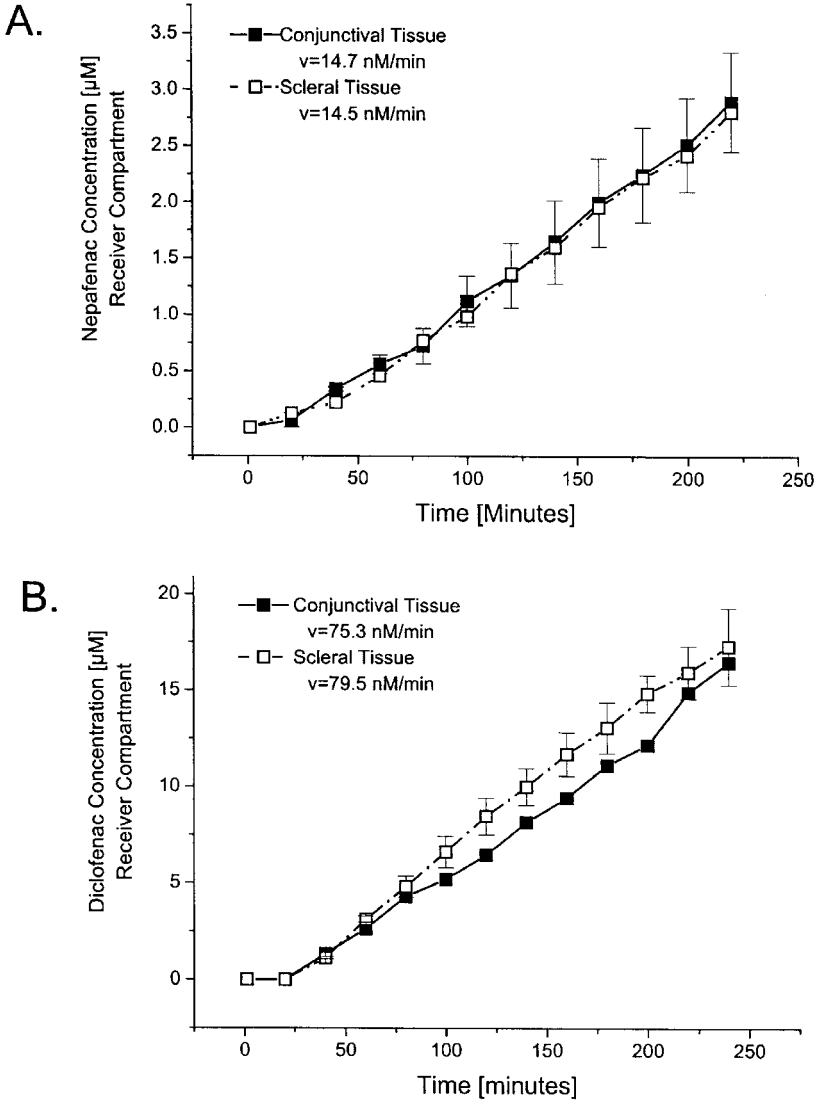 A.
Nepafenac Concentration [µM]
Receiver Compartment
3.5
3.0
2.5
2.0
1.5
1.0
0.5
0.0
Conjunctival Tissue
v=14.7 nM/min
Scleral Tissue
v=14.5 nM/min
0 50 100 150 200 250
Time [Minutes]
B.
Diclofenac Concentration [µM]
Receiver Compartment
20
15
10
5
0
Conjunctival Tissue
v=75.3 nM/min
Scleral Tissue
v=79.5 nM/min
0 50 100 150 200 250
Time [minutes]